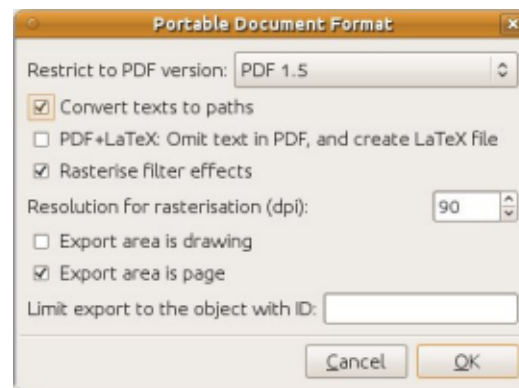 Portable Document Format
Restrict to PDF version: PDF 1.5
Convert texts to paths
PDF+LaTeX: Omit text in PDF, and create LaTeX file
Rasterise filter effects
Resolution for rasterisation (dpi): 90
Export area is drawing
Export area is page
Limit export to the object with ID:
Cancel OK